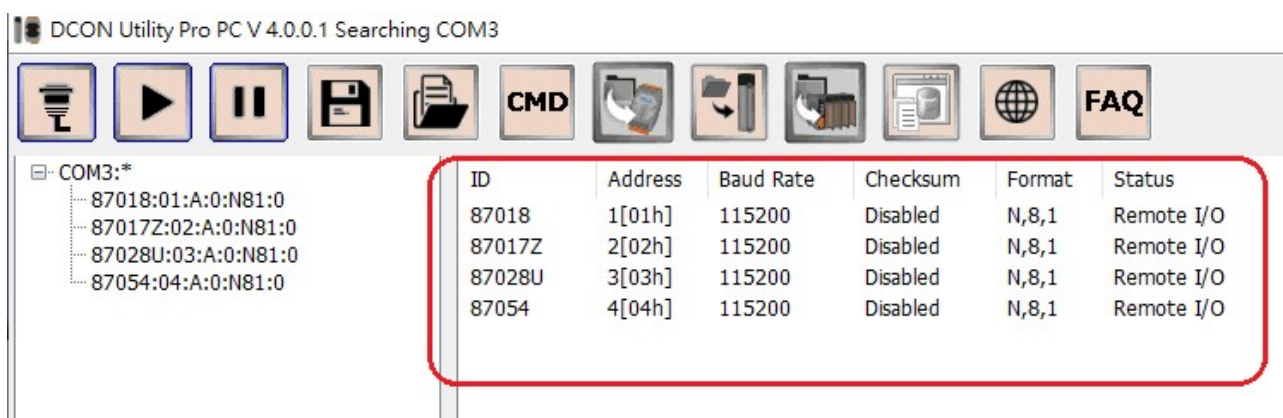 DCON Utility Pro PC V 4.0.0.1 Searching COM3
CMD FAQ
COM3:*
87018:01:A:0:N81:0
87017Z:02:A:0:N81:0
87028U:03:A:0:N81:0
87054:04:A:0:N81:0
ID Address Baud Rate Checksum Format Status
87018 1[01h] 115200 Disabled N,8,1 Remote I/O
87017Z 2[02h] 115200 Disabled N,8,1 Remote I/O
87028U 3[03h] 115200 Disabled N,8,1 Remote I/O
87054 4[04h] 115200 Disabled N,8,1 Remote I/O